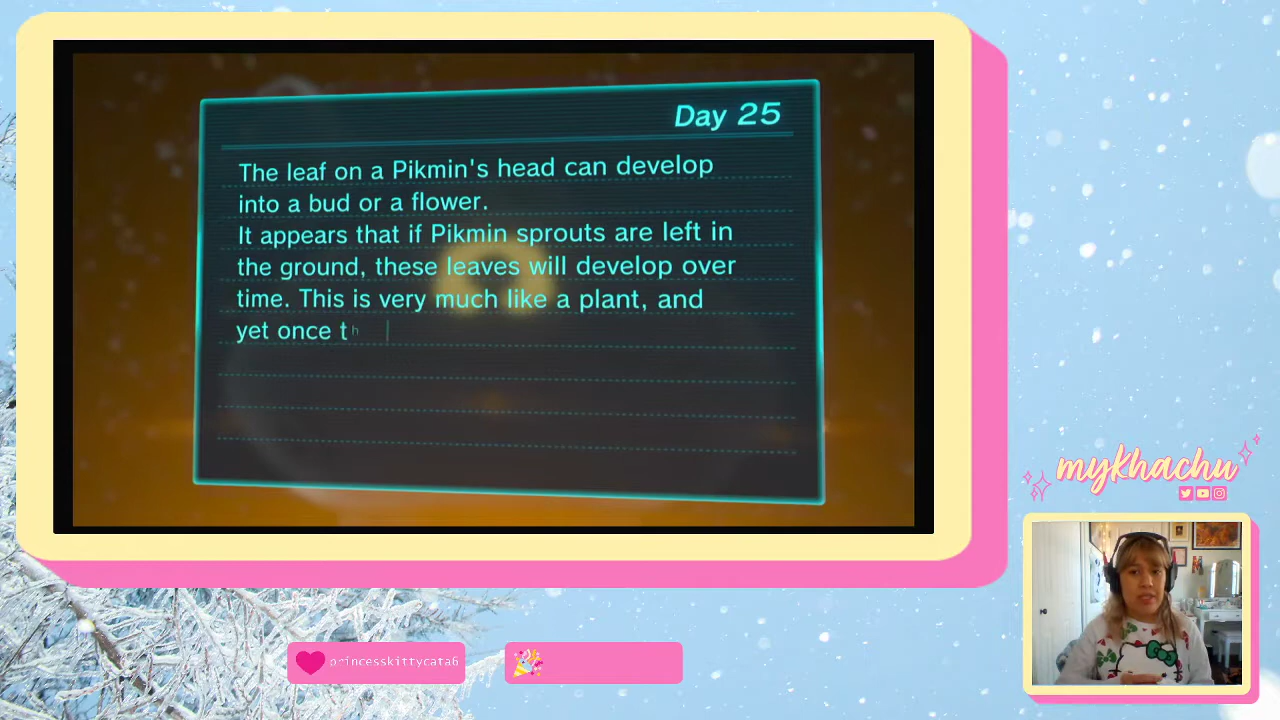 Day 25
The leaf on a Pikmin's head can develop
into a bud or a flower.
It appears that if Pikmin sprouts are left in
the ground, these leaves will develop over
time. This is very much like a plant, and
yet once th
mykhachu
princesskittycata6